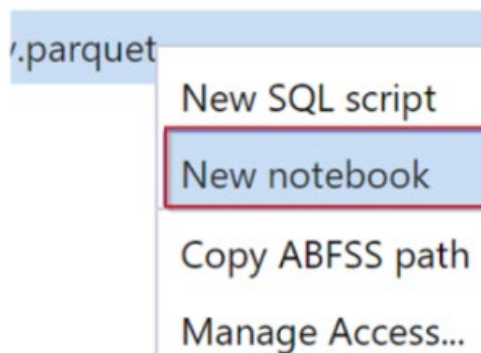 y.parquet
New SQL script
New notebook
Copy ABFSS path
Manage Access...